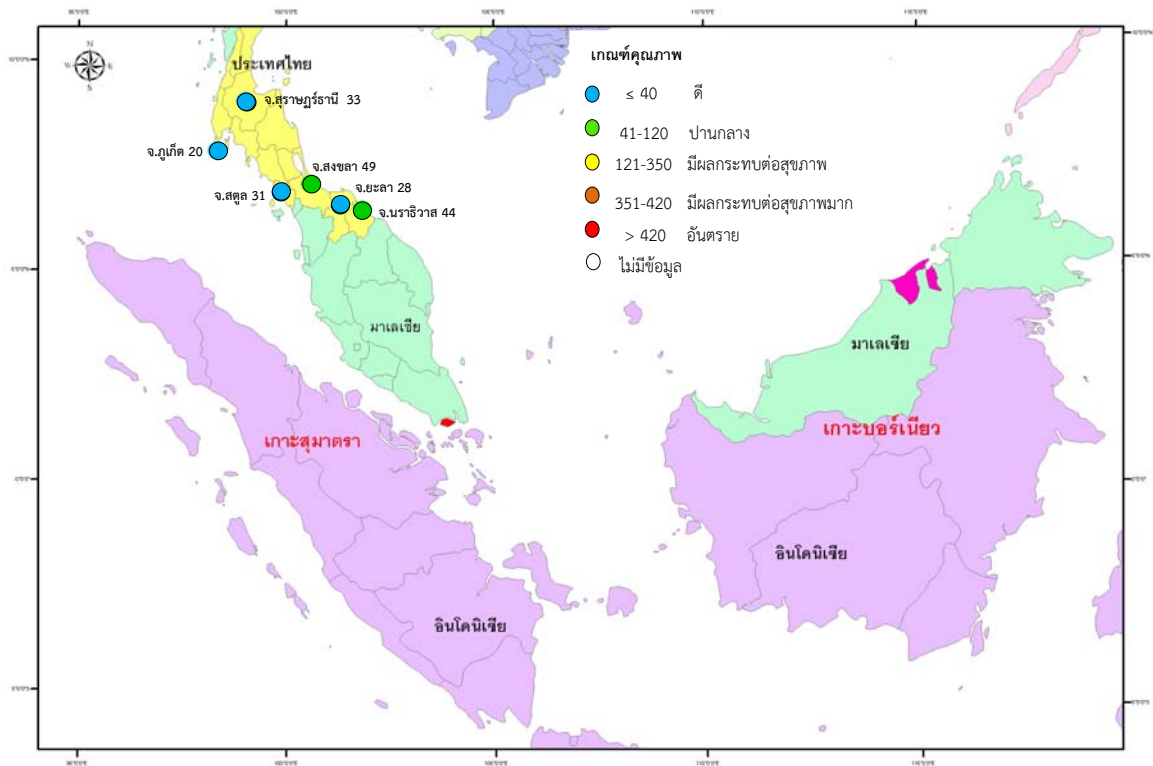 N
W E
S
ประเทศไทย
จ.สุราษฎร์ธานี 33
จ.ภูเก็ต 20
จ.สงขลา 49
จ.สตูล 31
จ.ยะลา 28
จ.นราธิวาส 44
เกณฑ์คุณภาพ
≤ 40 ดี
41-120 ปานกลาง
121-350 มีผลกระทบต่อสุขภาพ
351-420 มีผลกระทบต่อสุขภาพมาก
> 420 อันตราย
ไม่มีข้อมูล
มาเลเซีย
มาเลเซีย
เกาะสุมาตรา
เกาะบอร์เนียว
อินโดนิเซีย
อินโดนิเซีย